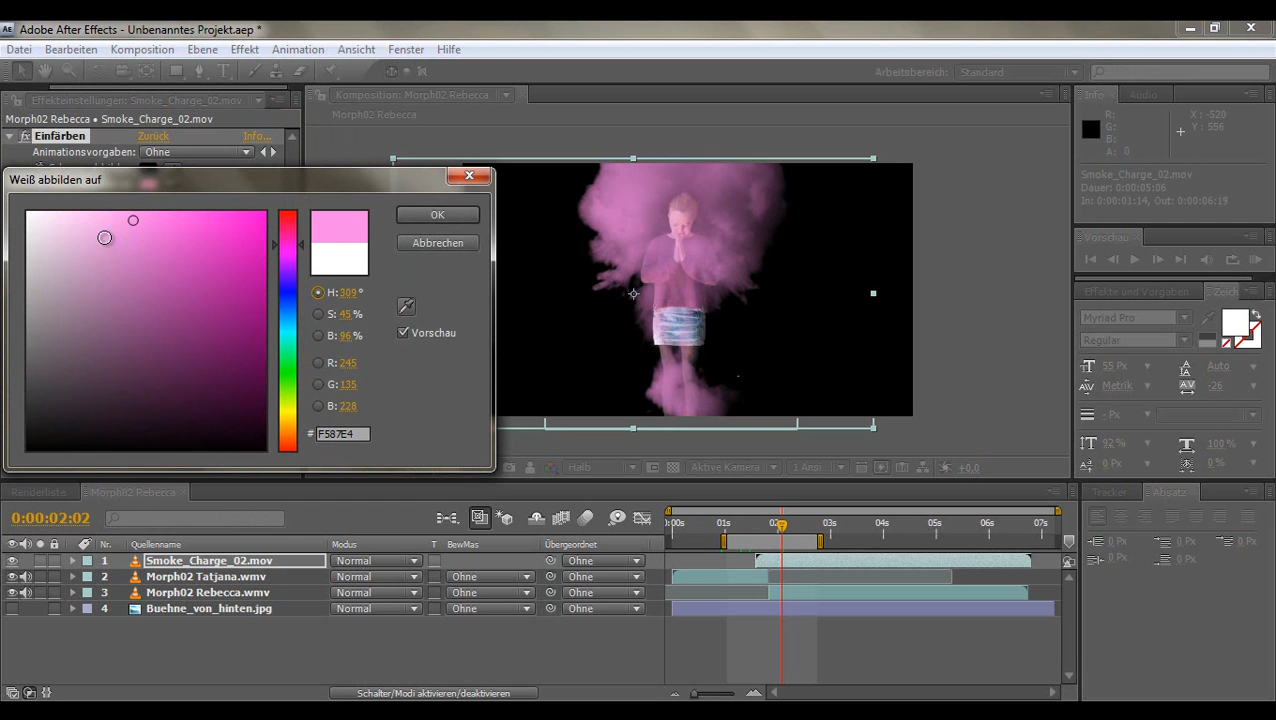 Adobe After Effects - Unbenanntes Projekt.aep *
Datei Bearbeiten Komposition Ebene Effekt Animation Ansicht Fenster Hilfe
Arbeitsbereich: Standard
Effekteinstellungen: Smoke_Charge_02.mov
Komposition: Morph02 Rebecca
Info Audio
Morph02 Rebecca • Smoke_Charge_02.mov
Morph02 Rebecca
fx Einfärben Zurück Info...
Animationsvorgaben: Ohne
R:
G:
B:
A: 0
X : -520
Y : 556
Smoke_Charge_02.mov
Dauer: 0:00:05:06
In: 0:00:01:14, Out: 0:00:06:19
Weiß abbilden auf
OK
Abbrechen
H: 309 °
S: 45 %
B: 96 %
Vorschau
R: 245
G: 135
B: 228
# F587E4
Vorschau
Effekte und Vorgaben Zeich
Myriad Pro
Regular
55 Px Auto
Metrik -26
- Px
92 % 100 %
0 Px 0 %
Halb Aktive Kamera 1 Ansi +0,0
Renderliste Morph02 Rebecca
Tracker Absatz
0:00:02:02
0:00s 01s 02s 03s 04s 05s 06s 07s
Nr. Quellenname Modus T BewMas Übergeordnet
1 Smoke_Charge_02.mov Normal Ohne
2 Morph02 Tatjana.wmv Normal Ohne Ohne
3 Morph02 Rebecca.wmv Normal Ohne Ohne
4 Buehne_von_hinten.jpg Normal Ohne Ohne
0 Px 0 Px 0 Px
0 Px 0 Px
Schalter/Modi aktivieren/deaktivieren